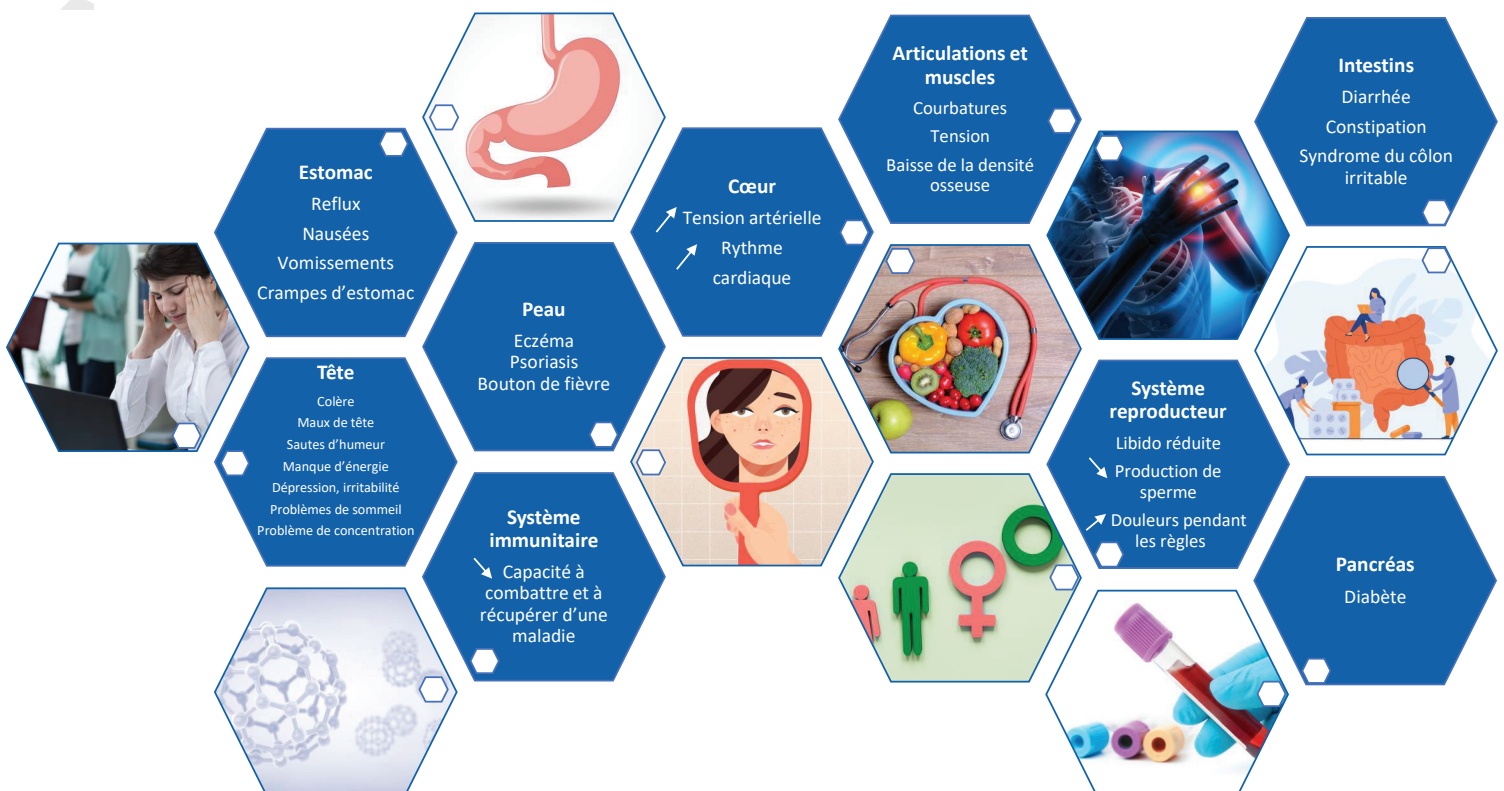 Estomac
Reflux
Nausées
Vomissements
Crampes d'estomac
Tête
Colère
Maux de tête
Sautes d'humeur
Manque d'énergie
Dépression, irritabilité
Problèmes de sommeil
Problème de concentration
Peau
Eczéma
Psoriasis
Bouton de fièvre
Système
immunitaire
↘ Capacité à
combattre et à
récupérer d'une
maladie
Cœur
↗ Tension artérielle
↗ Rythme
cardiaque
Articulations et
muscles
Courbatures
Tension
Baisse de la densité
osseuse
Système
reproducteur
Libido réduite
↘ Production de
sperme
↗ Douleurs pendant
les règles
Intestins
Diarrhée
Constipation
Syndrome du côlon
irritable
Pancréas
Diabète